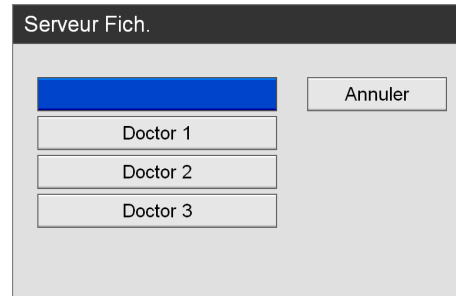 Serveur Fich.
Annuler
Doctor 1
Doctor 2
Doctor 3